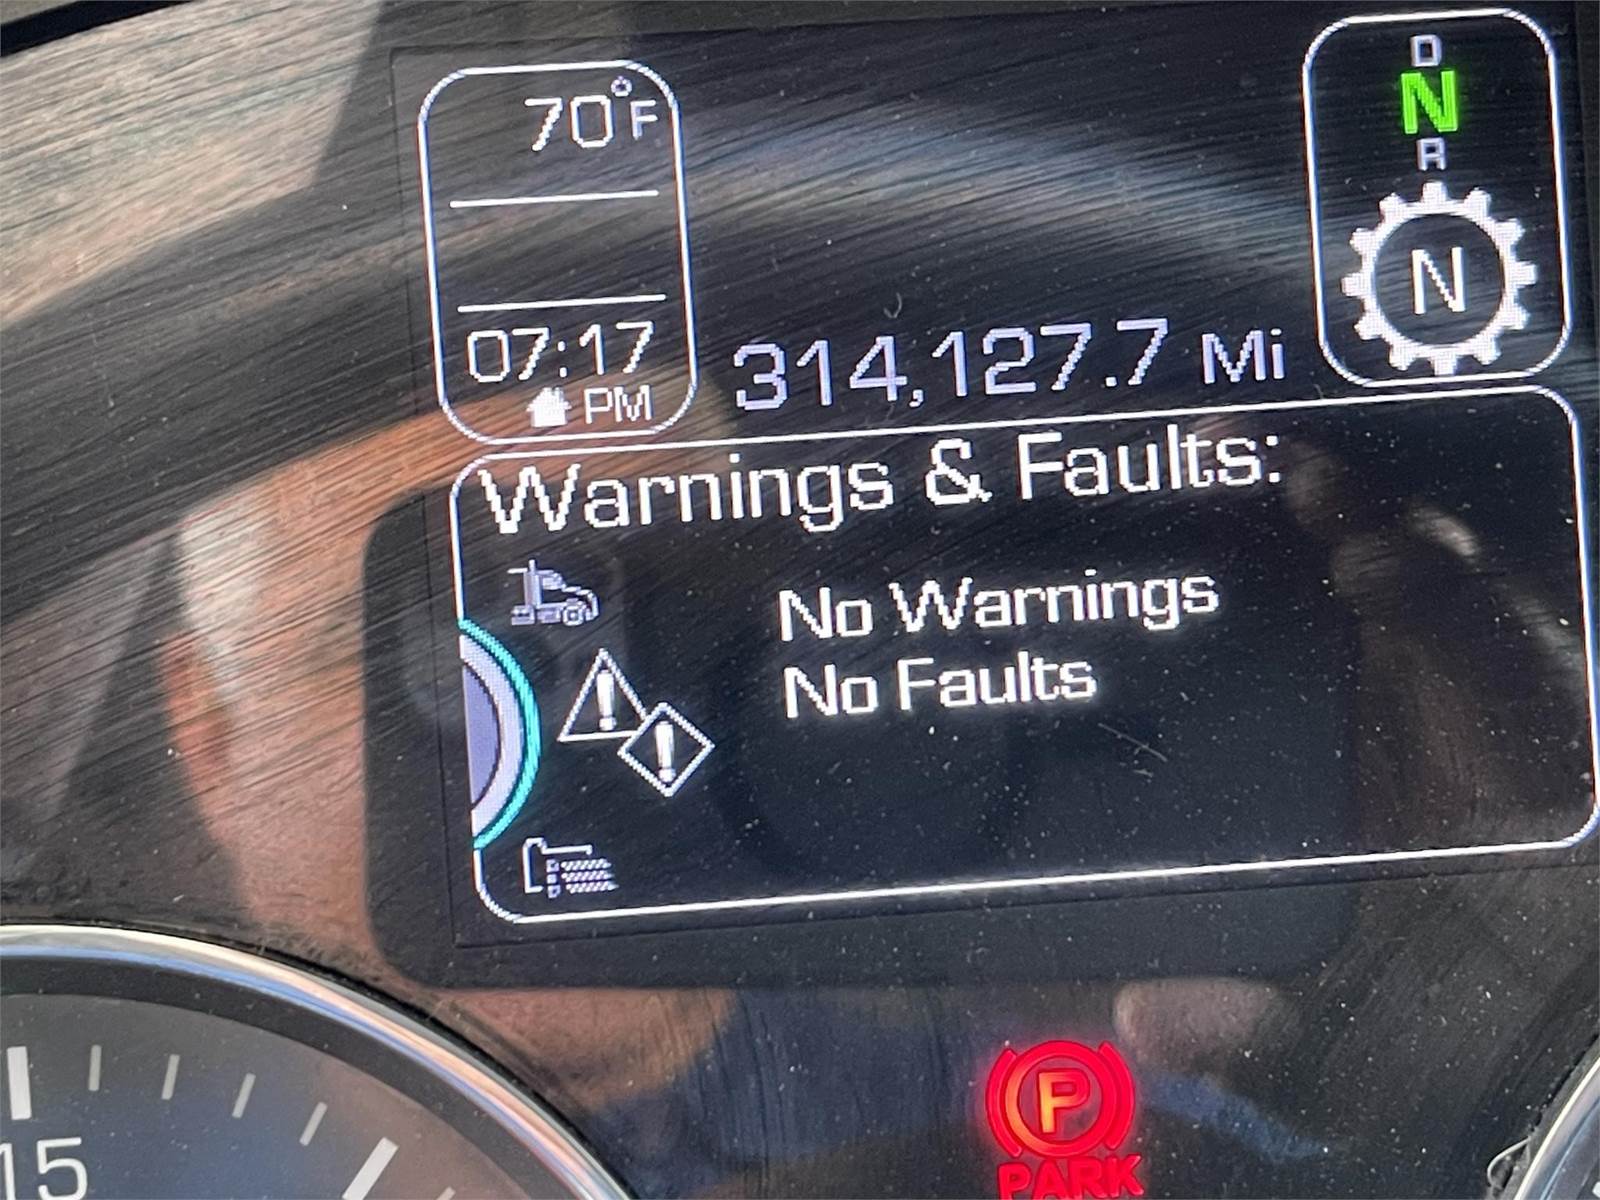 70°F
07:17
PM
314,127.7 Mi
D
N
R
N
Warnings & Faults:
No Warnings
No Faults
15
P
PARK